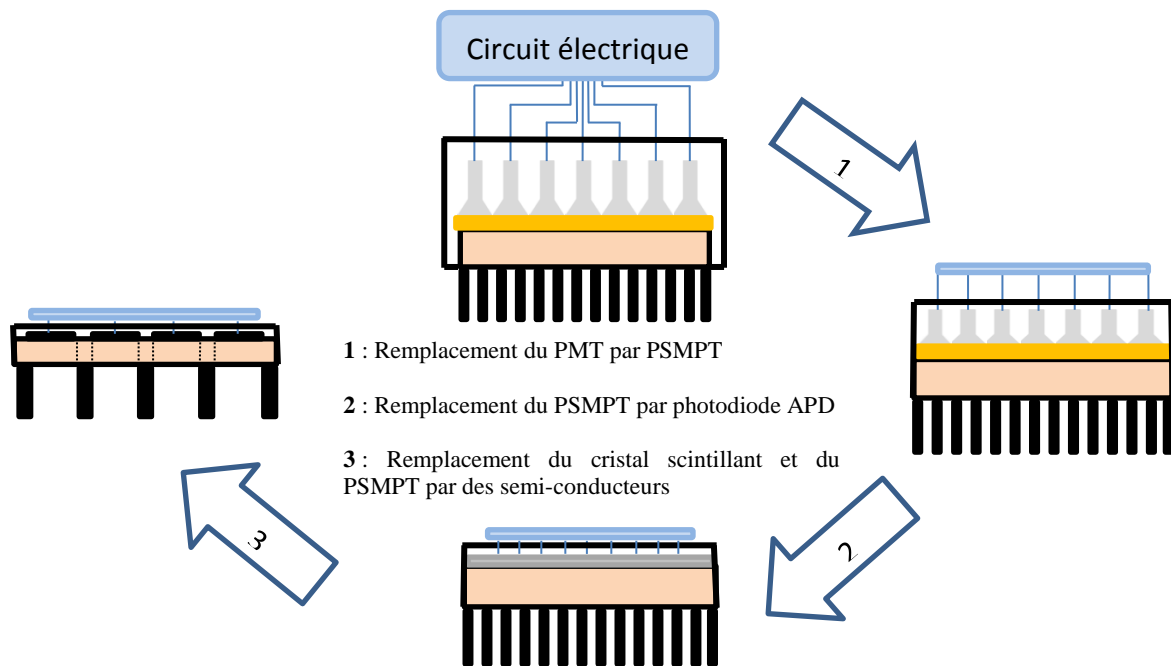 Circuit électrique
1
1 : Remplacement du PMT par PSMPT
2 : Remplacement du PSMPT par photodiode APD
3 : Remplacement du cristal scintillant et du
PSMPT par des semi-conducteurs
3
2